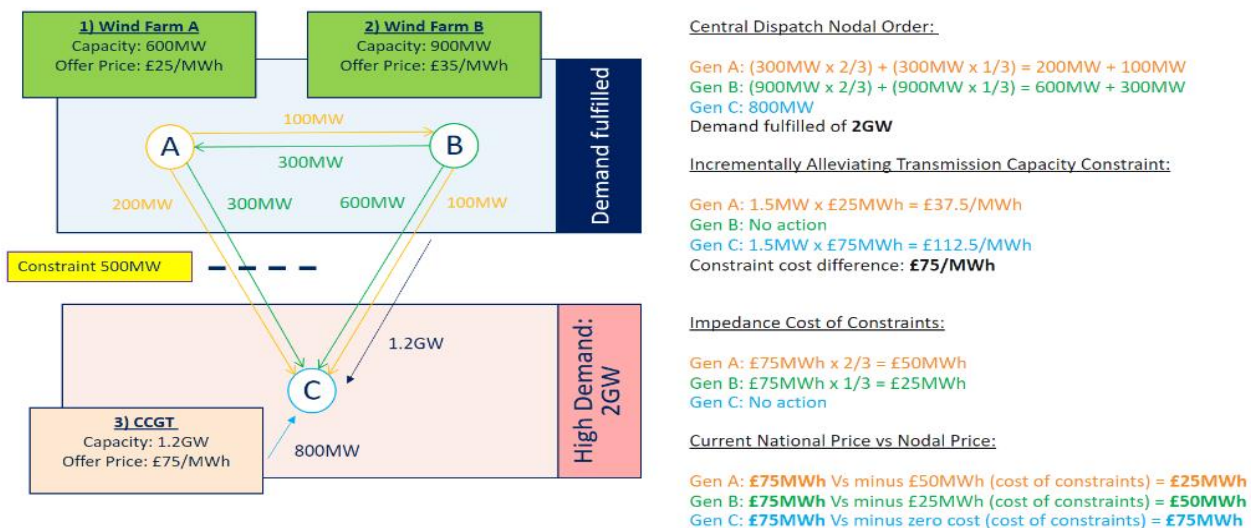 1) Wind Farm A
Capacity: 600MW
Offer Price: £25/MWh
2) Wind Farm B
Capacity: 900MW
Offer Price: £35/MWh
100MW
A
B
300MW
200MW
300MW
600MW
100MW
Demand fulfilled
Constraint 500MW
1.2GW
C
High Demand:
2GW
3) CCGT
Capacity: 1.2GW
Offer Price: £75/MWh
800MW
Central Dispatch Nodal Order:
Gen A: (300MW x 2/3) + (300MW x 1/3) = 200MW + 100MW
Gen B: (900MW x 2/3) + (900MW x 1/3) = 600MW + 300MW
Gen C: 800MW
Demand fulfilled of 2GW
Incrementally Alleviating Transmission Capacity Constraint:
Gen A: 1.5MW x £25MWh = £37.5/MWh
Gen B: No action
Gen C: 1.5MW x £75MWh = £112.5/MWh
Constraint cost difference: £75/MWh
Impedance Cost of Constraints:
Gen A: £75MWh x 2/3 = £50MWh
Gen B: £75MWh x 1/3 = £25MWh
Gen C: No action
Current National Price vs Nodal Price:
Gen A: £75MWh Vs minus £50MWh (cost of constraints) = £25MWh
Gen B: £75MWh Vs minus £25MWh (cost of constraints) = £50MWh
Gen C: £75MWh Vs minus zero cost (cost of constraints) = £75MWh